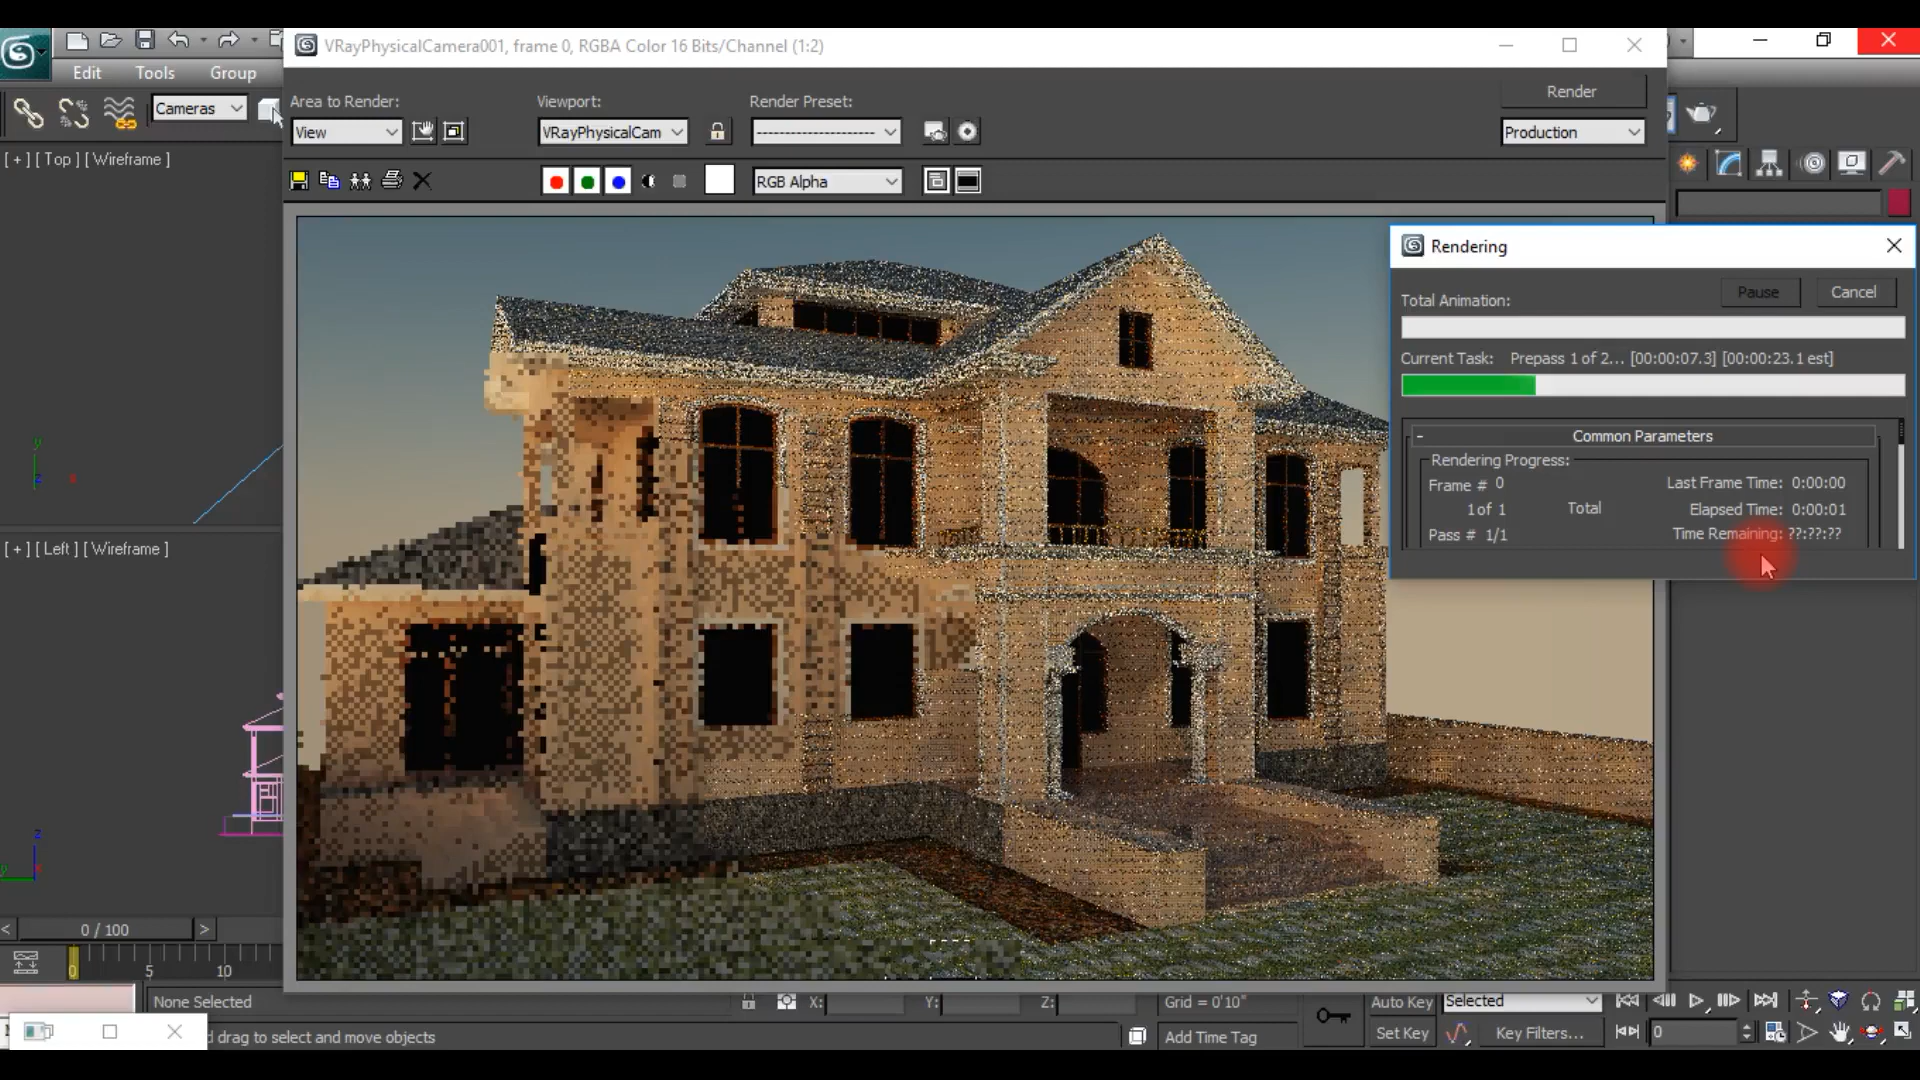 VRayPhysicalCamera001, frame 0, RGBA Color 16 Bits/Channel (1:2)
Edit Tools Group
Area to Render: Viewport: Render Preset: Render
Cameras
View VRayPhysicalCam -------------------- Production
[ + ] [ Top ] [ Wireframe ]
RGB Alpha
Rendering
Total Animation: Pause Cancel
Current Task: Prepass 1 of 2... [00:00:07.3] [00:00:23.1 est]
- Common Parameters
Rendering Progress:
Frame # 0 Last Frame Time: 0:00:00
1 of 1 Total Elapsed Time: 0:00:01
Pass # 1/1 Time Remaining: ??:??:??
y
z
x
[ + ] [ Left ] [ Wireframe ]
z
y
< 0 / 100 >
0 5 10
None Selected X: Y: Z: Grid = 0'10" Auto Key Selected
drag to select and move objects Add Time Tag Set Key Key Filters... 0